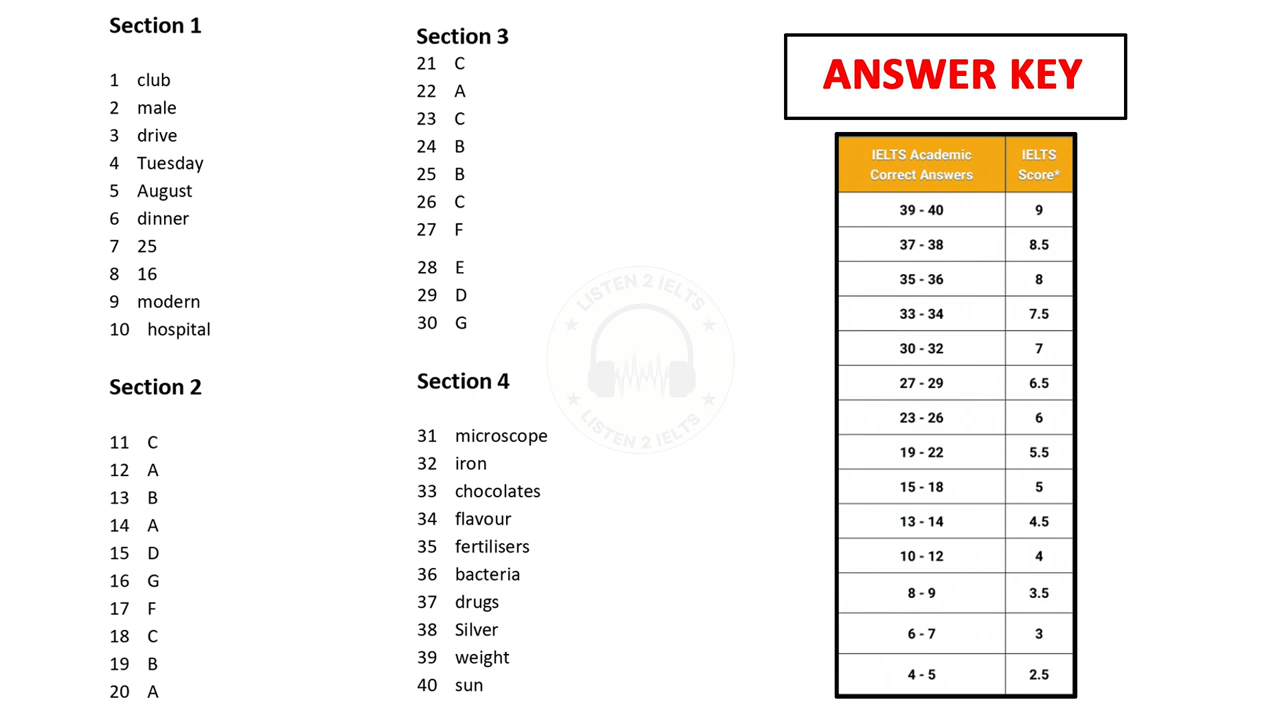 Section 1
1 club
2 male
3 drive
4 Tuesday
5 August
6 dinner
7 25
8 16
9 modern
10 hospital
Section 2
11 C
12 A
13 B
14 A
15 D
16 G
17 F
18 C
19 B
20 A
Section 3
21 C
22 A
23 C
24 B
25 B
26 C
27 F
28 E
29 D
30 G
Section 4
31 microscope
32 iron
33 chocolates
34 flavour
35 fertilisers
36 bacteria
37 drugs
38 Silver
39 weight
40 sun
LISTEN 2 IELTS
LISTEN 2 IELTS
ANSWER KEY
IELTS Academic Correct Answers IELTS Score*
39 - 40 9
37 - 38 8.5
35 - 36 8
33 - 34 7.5
30 - 32 7
27 - 29 6.5
23 - 26 6
19 - 22 5.5
15 - 18 5
13 - 14 4.5
10 - 12 4
8 - 9 3.5
6 - 7 3
4 - 5 2.5